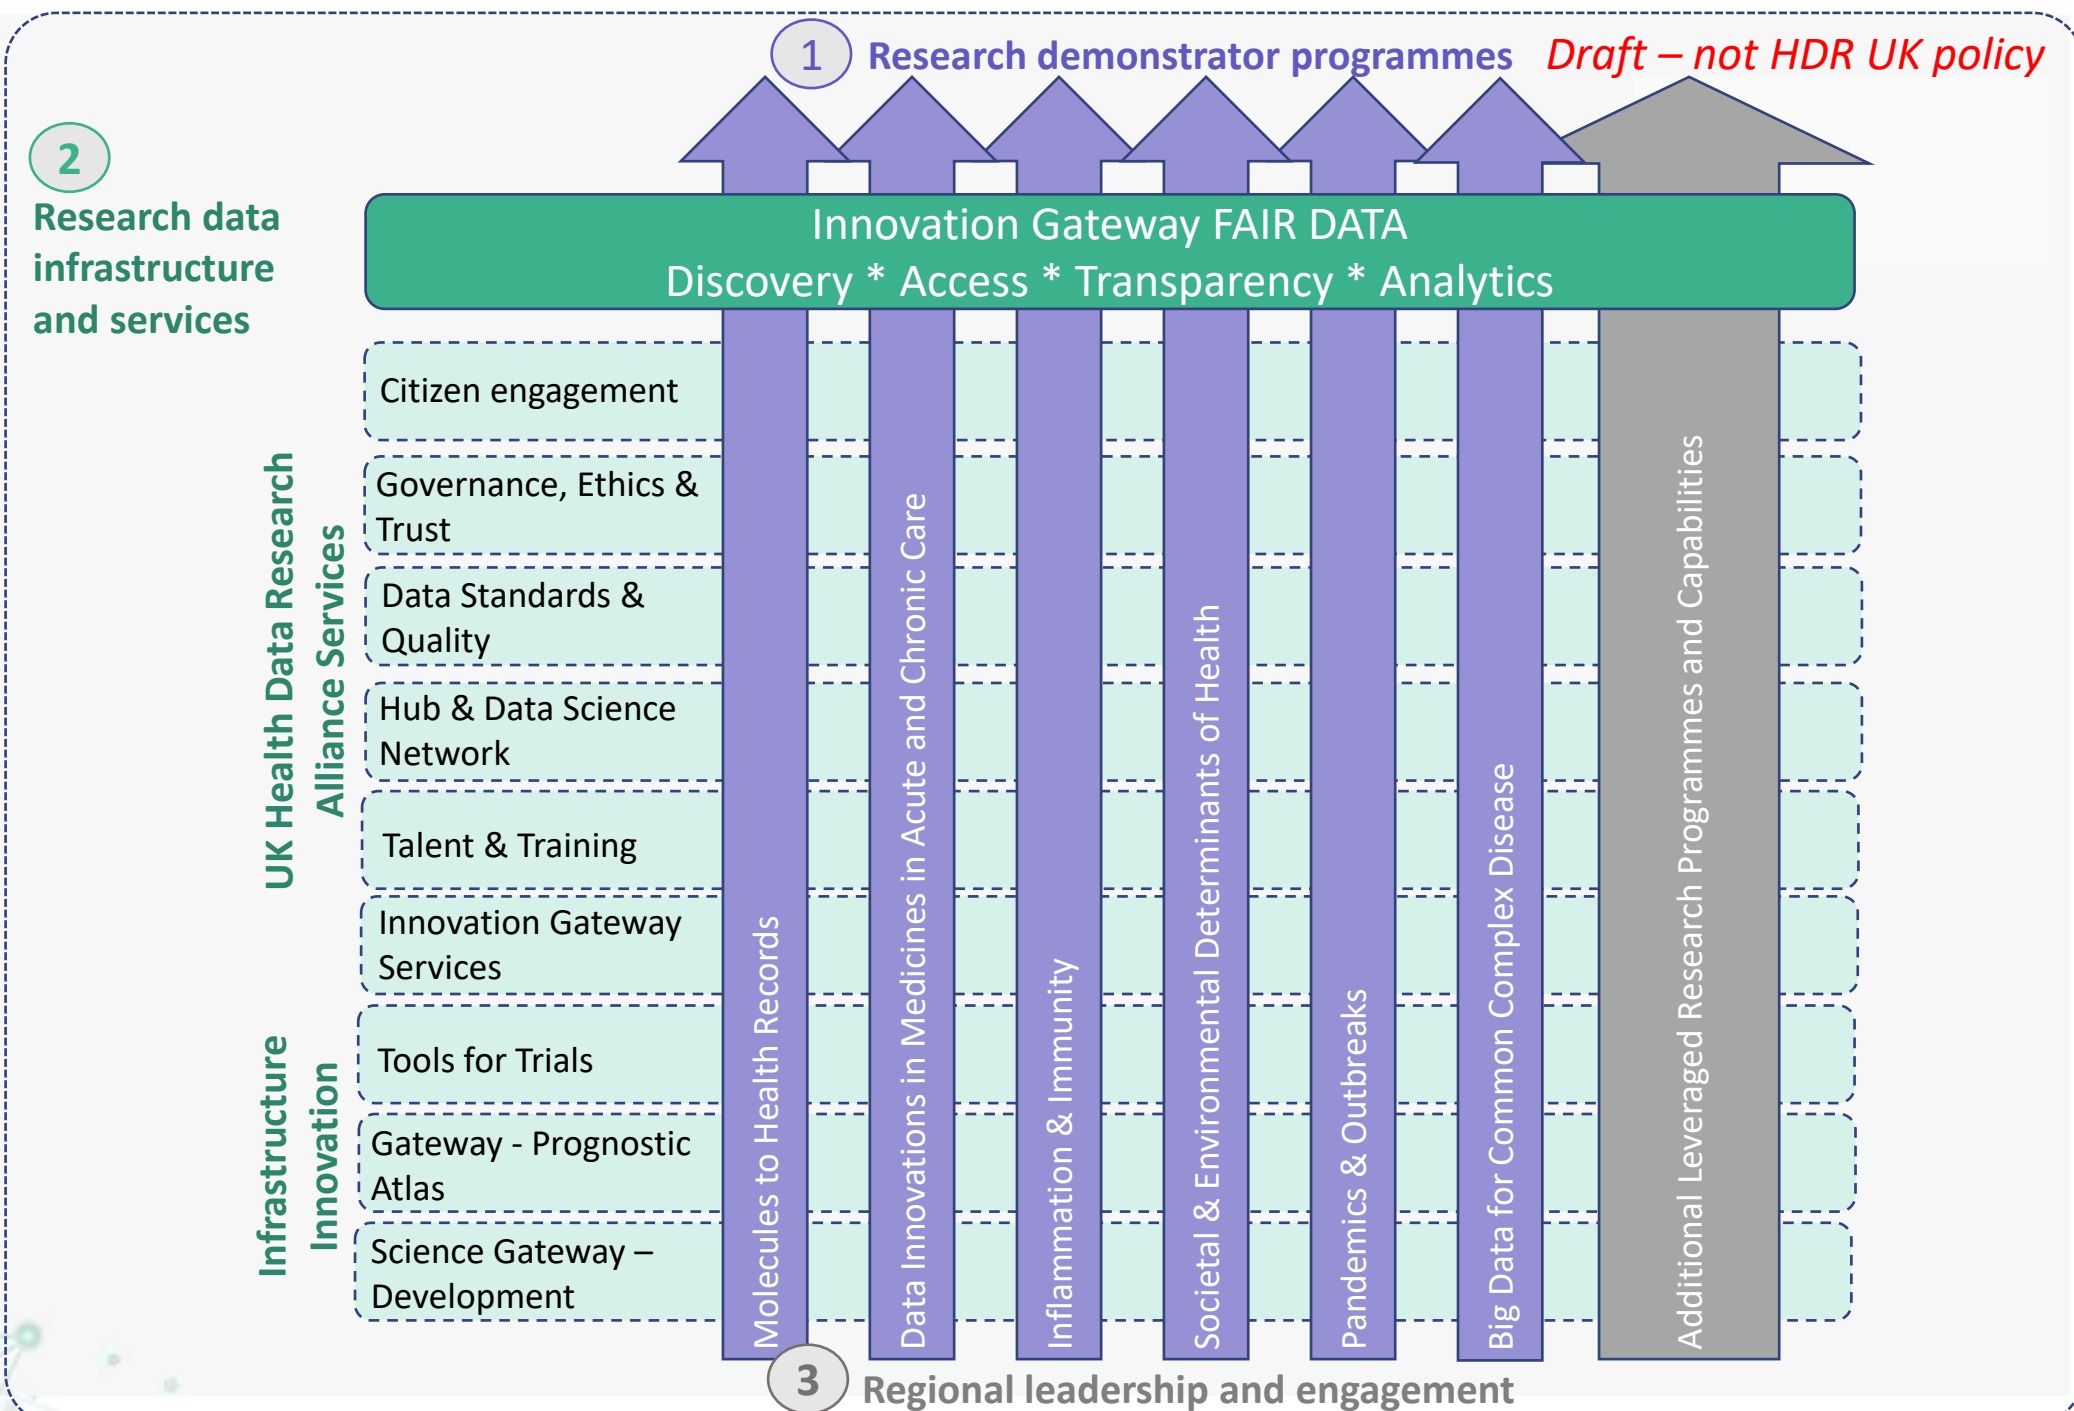 1 Research demonstrator programmes
Draft – not HDR UK policy
2
Research data
infrastructure
and services
Innovation Gateway FAIR DATA
Discovery * Access * Transparency * Analytics
UK Health Data Research
Alliance Services
Citizen engagement
Governance, Ethics &
Trust
Data Standards &
Quality
Hub & Data Science
Network
Talent & Training
Innovation Gateway
Services
Infrastructure
Innovation
Tools for Trials
Gateway - Prognostic
Atlas
Science Gateway –
Development
Molecules to Health Records
Data Innovations in Medicines in Acute and Chronic Care
Inflammation & Immunity
Societal & Environmental Determinants of Health
Pandemics & Outbreaks
Big Data for Common Complex Disease
Additional Leveraged Research Programmes and Capabilities
3 Regional leadership and engagement